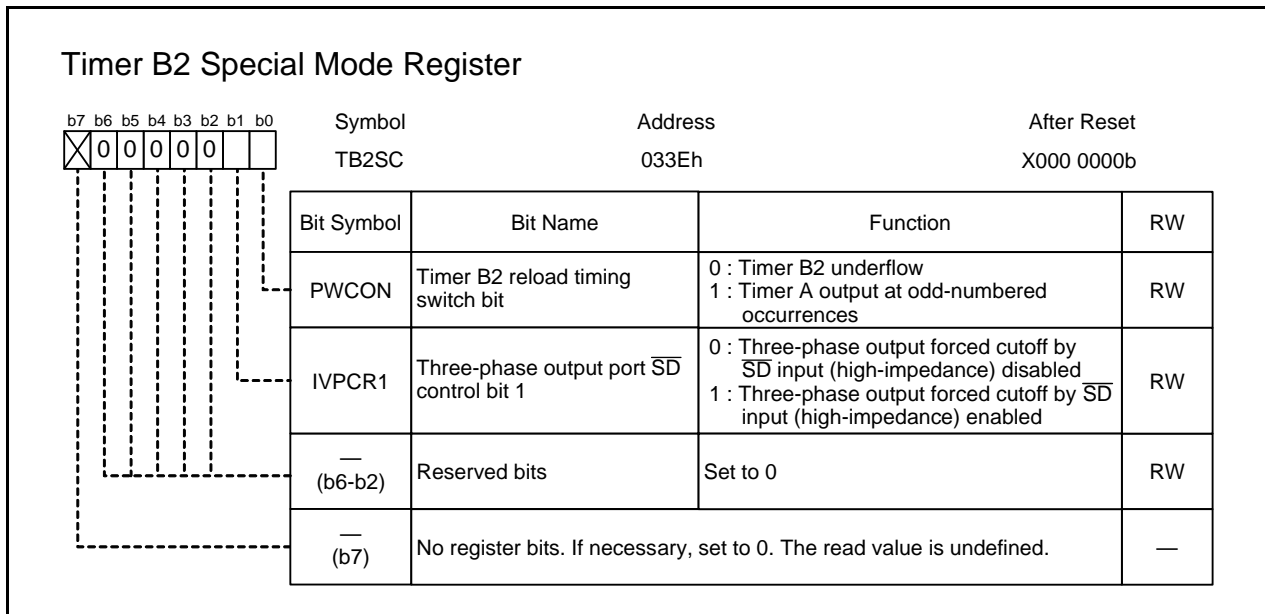 Timer B2 Special Mode Register
b7 b6 b5 b4 b3 b2 b1 b0
Symbol Address After Reset
0 0 0 0 0
TB2SC 033Eh X000 0000b
Bit Symbol Bit Name Function RW
PWCON
Timer B2 reload timing
switch bit
0 : Timer B2 underflow
1 : Timer A output at odd-numbered
occurrences
RW
IVPCR1
Three-phase output port S̅D̅
control bit 1
0 : Three-phase output forced cutoff by
S̅D̅ input (high-impedance) disabled
1 : Three-phase output forced cutoff by S̅D̅
input (high-impedance) enabled
RW
—
(b6-b2)
Reserved bits
Set to 0
RW
—
(b7)
No register bits. If necessary, set to 0. The read value is undefined.
—